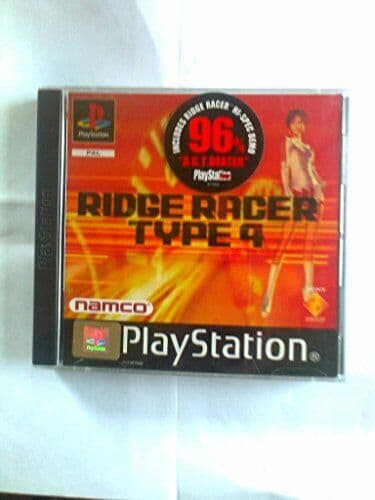 PlayStation
PlayStation
PAL
INCLUDES RIDGE RACER "HI-SPEC DEMO"
96%
"A G.T. BEATER"
PlayStation
RIDGE RACER
TYPE 4
namco
PlayStation